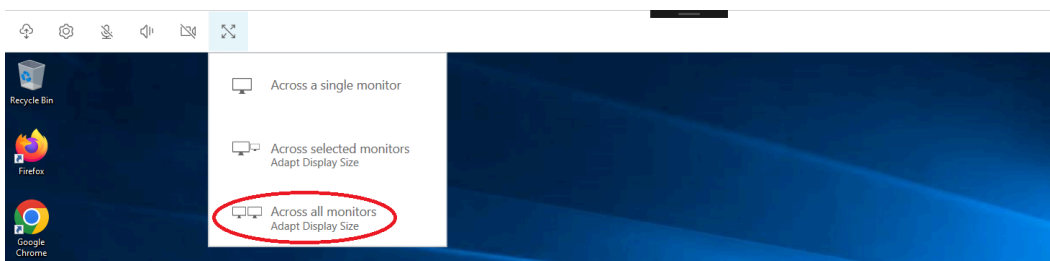 Across a single monitor
Recycle Bin
Across selected monitors
Adapt Display Size
Firefox
Across all monitors
Adapt Display Size
Google
Chrome